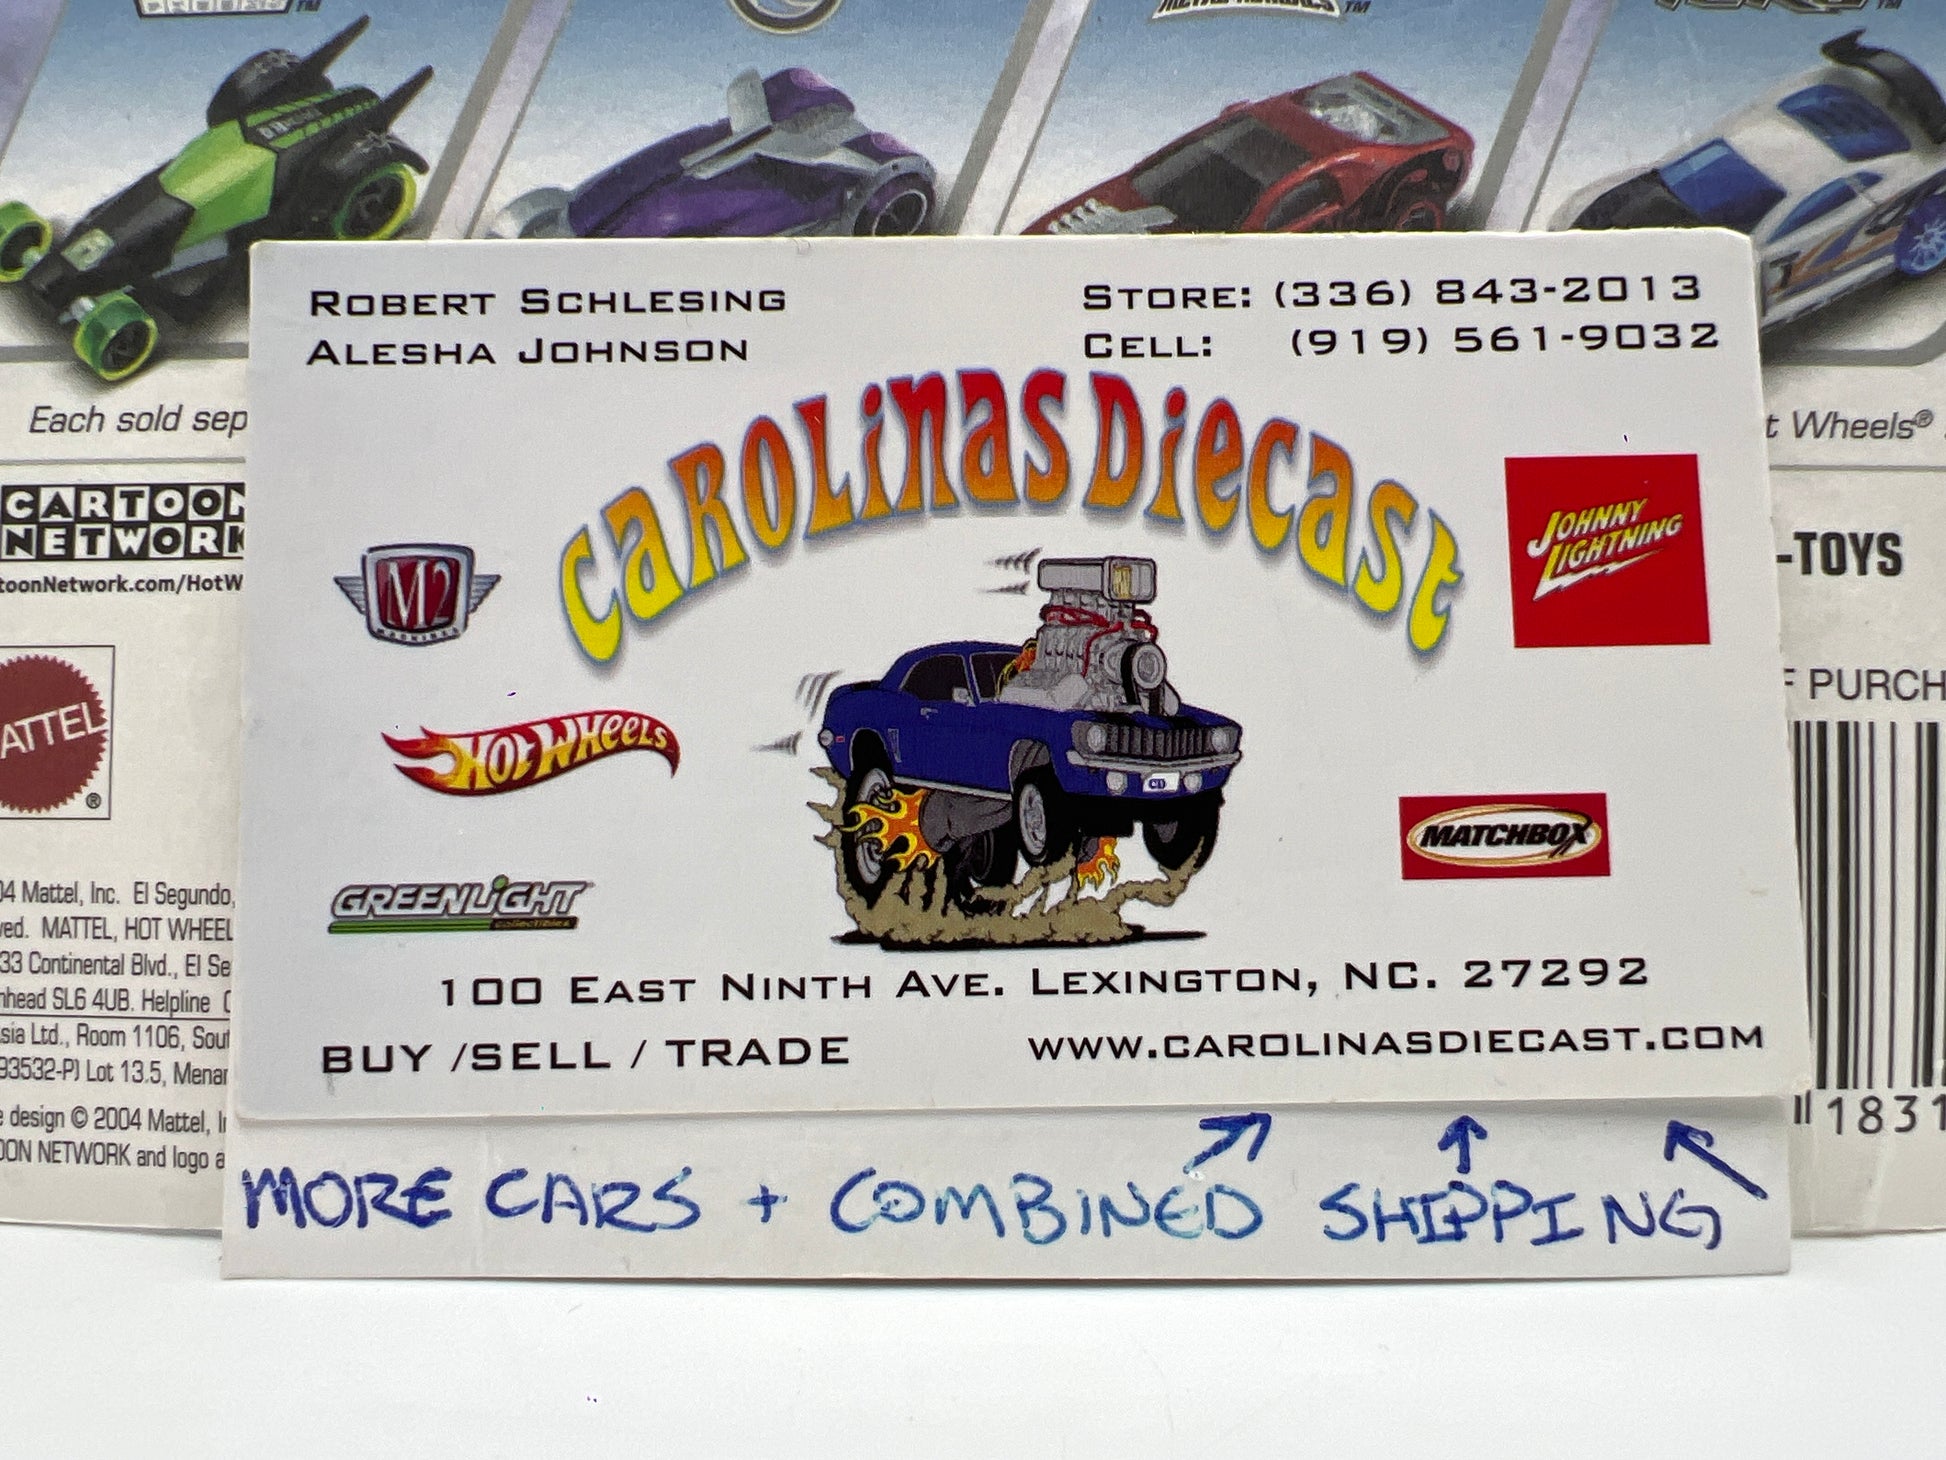 Each sold sep
t Wheels®
CARTOON
NETWORK
toonNetwork.com/HotW
-TOYS
MATTEL
®
F PURCH
04 Mattel, Inc. El Segundo,
ved. MATTEL, HOT WHEEL
33 Continental Blvd., El Se
nhead SL6 4UB. Helpline
sia Ltd., Room 1106, Sout
93532-P) Lot 13.5, Menar
e design © 2004 Mattel, I
OON NETWORK and logo a
1831
ROBERT SCHLESING
ALESHA JOHNSON
STORE: (336) 843-2013
CELL: (919) 561-9032
CAROLINAS DIECAST
M2
MACHINES
JOHNNY
LIGHTNING
HOT WHEELS
MATCHBOX
GREENLIGHT
collectibles
CD
100 EAST NINTH AVE. LEXINGTON, NC. 27292
BUY /SELL / TRADE
WWW.CAROLINASDIECAST.COM
MORE CARS + COMBINED SHIPPING